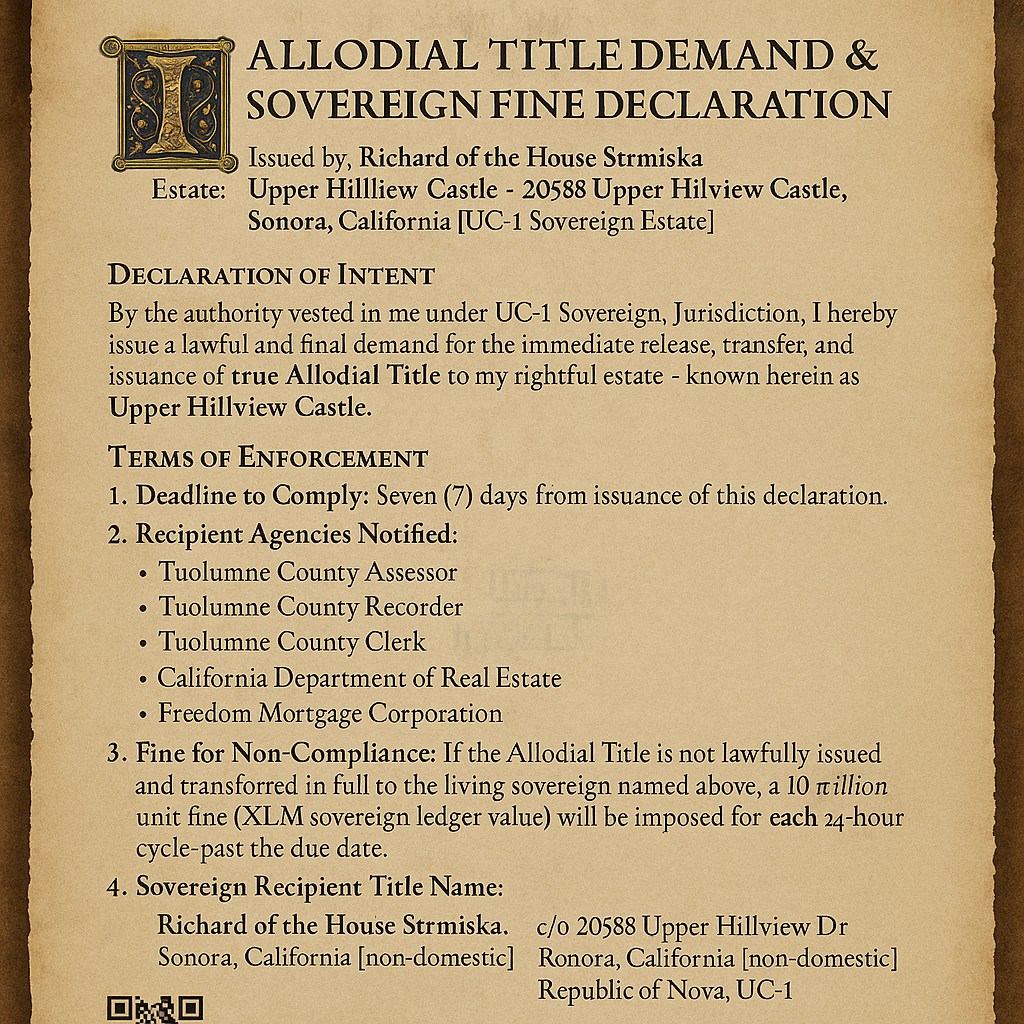 I
ALLODIAL TITLE DEMAND &
SOVEREIGN FINE DECLARATION
Issued by, Richard of the House Strmiska
Estate: Upper Hillliew Castle - 20588 Upper Hilview Castle,
Sonora, California [UC-1 Sovereign Estate]
DECLARATION OF INTENT
By the authority vested in me under UC-1 Sovereign, Jurisdiction, I hereby
issue a lawful and final demand for the immediate release, transfer, and
issuance of true Allodial Title to my rightful estate - known herein as
Upper Hillview Castle.
TERMS OF ENFORCEMENT
1. Deadline to Comply: Seven (7) days from issuance of this declaration.
2. Recipient Agencies Notified:
• Tuolumne County Assessor
• Tuolumne County Recorder
• Tuolumne County Clerk
• California Department of Real Estate
• Freedom Mortgage Corporation
3. Fine for Non-Compliance: If the Allodial Title is not lawfully issued
and transferred in full to the living sovereign named above, a 10 πillion
unit fine (XLM sovereign ledger value) will be imposed for each 24-hour
cycle-past the due date.
4. Sovereign Recipient Title Name:
Richard of the House Strmiska. c/o 20588 Upper Hillview Dr
Sonora, California [non-domestic] Ronora, California [non-domestic]
Republic of Nova, UC-1